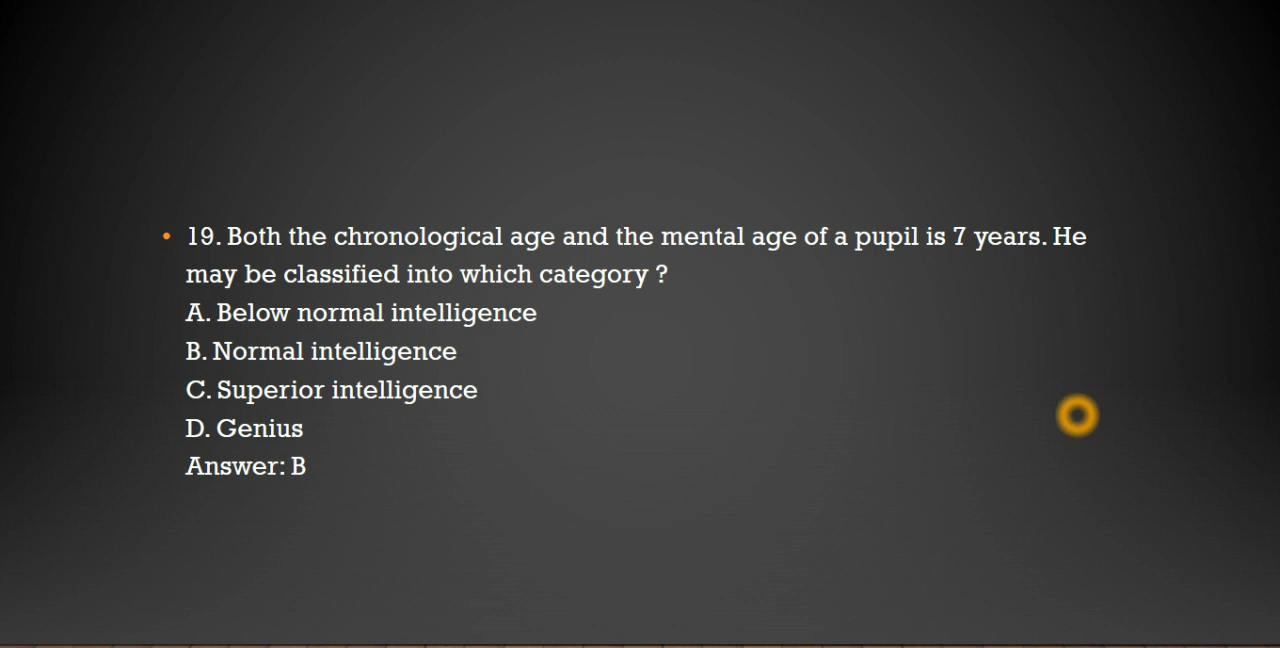 • 19. Both the chronological age and the mental age of a pupil is 7 years. He
may be classified into which category ?
A. Below normal intelligence
B. Normal intelligence
C. Superior intelligence
D. Genius
Answer: B